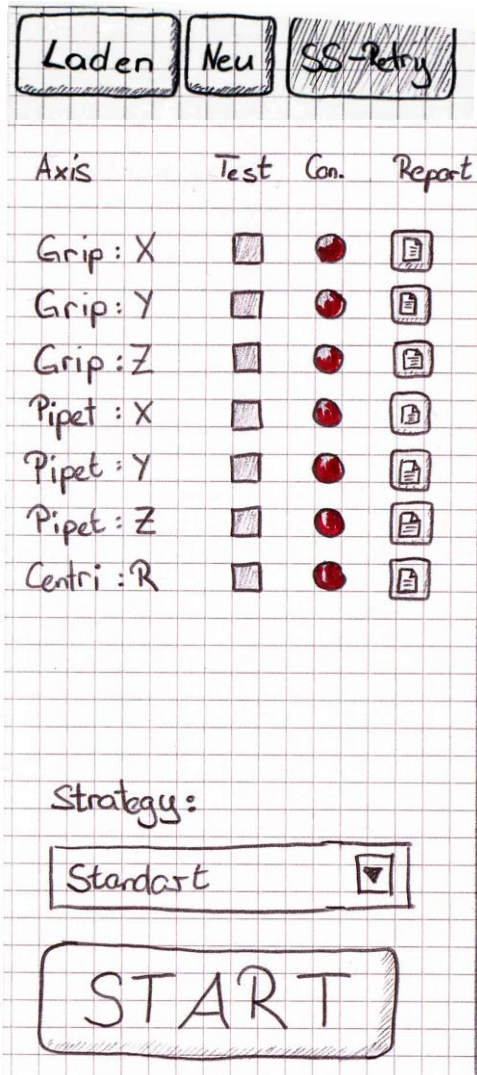 Laden Neu SS-Retry
Axis Test Con. Report
Grip : X
Grip : Y
Grip : Z
Pipet : X
Pipet : Y
Pipet : Z
Centri : R
Strategy :
Standart
START